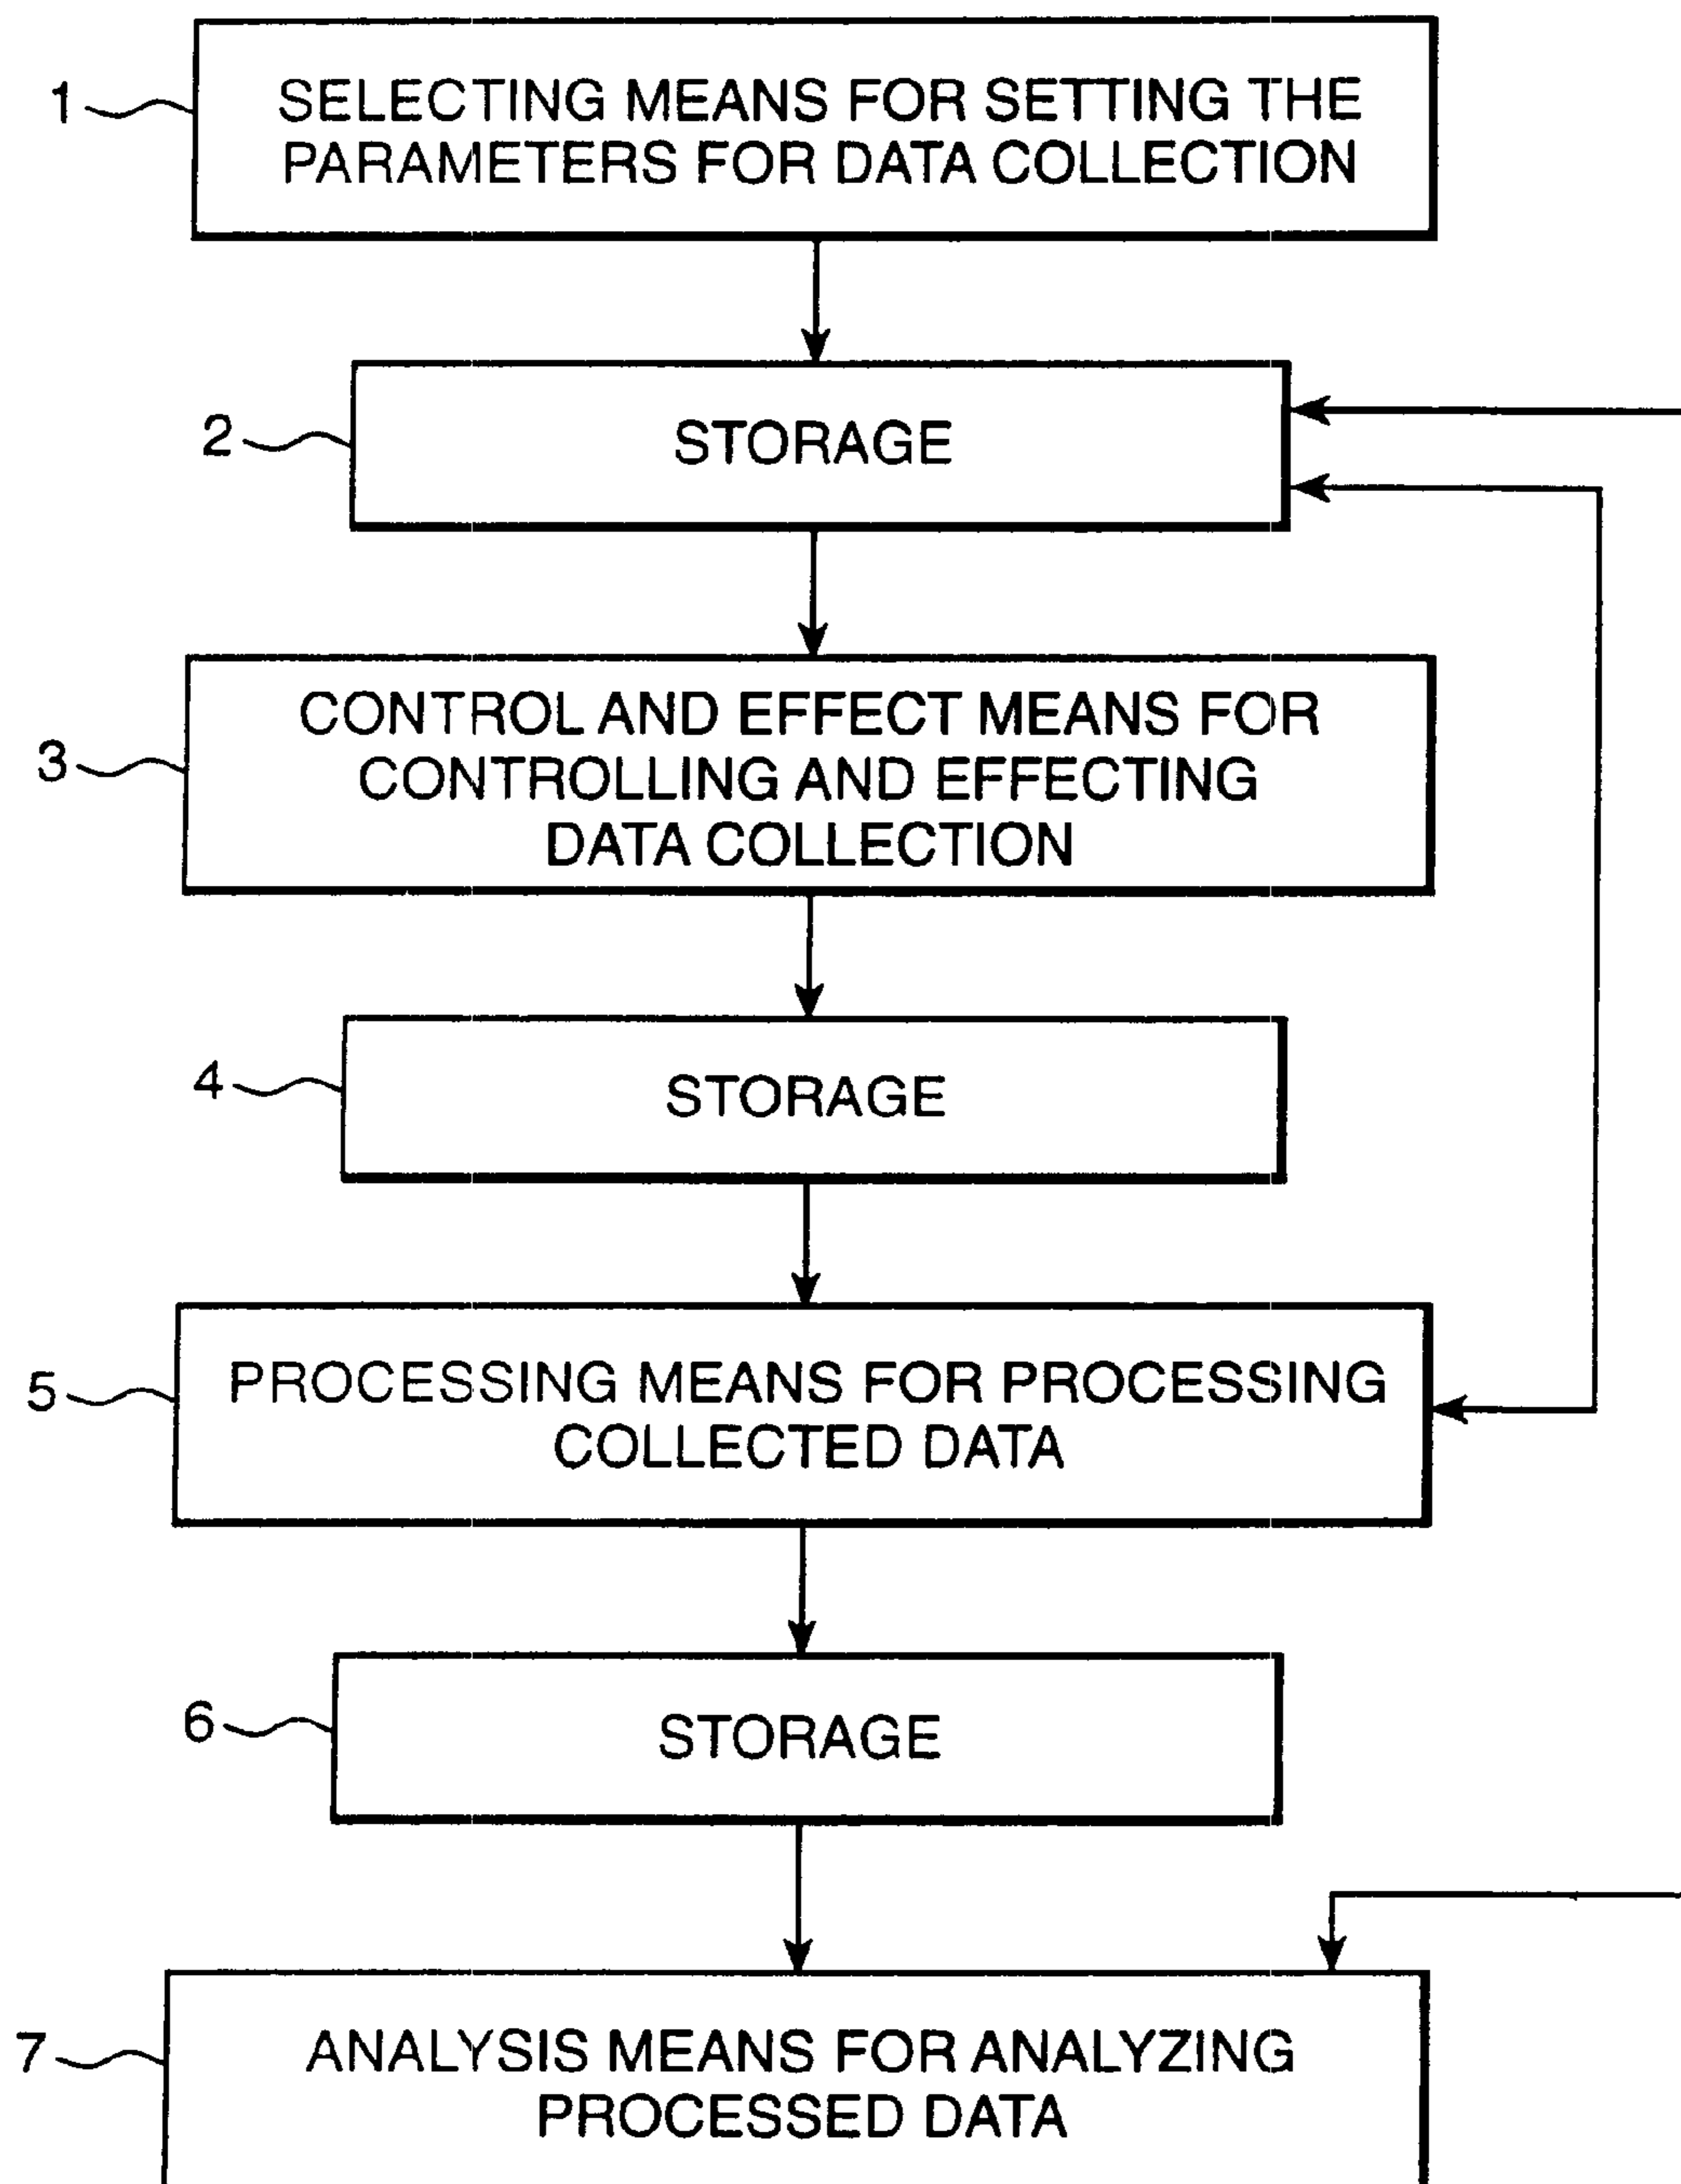 1
SELECTING MEANS FOR SETTING THE
PARAMETERS FOR DATA COLLECTION
2
STORAGE
3
CONTROL AND EFFECT MEANS FOR
CONTROLLING AND EFFECTING
DATA COLLECTION
4
STORAGE
5
PROCESSING MEANS FOR PROCESSING
COLLECTED DATA
6
STORAGE
7
ANALYSIS MEANS FOR ANALYZING
PROCESSED DATA